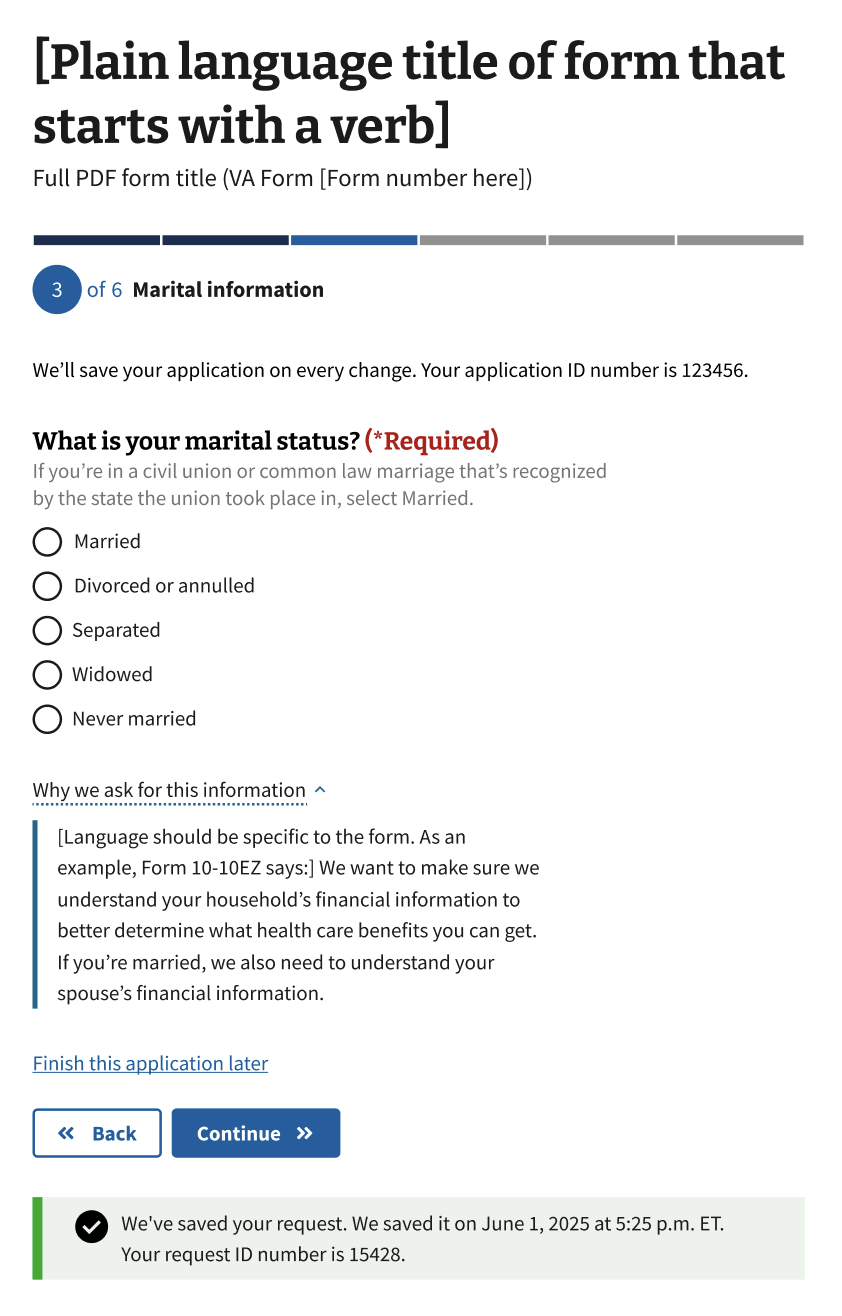 [Plain language title of form that
starts with a verb]
Full PDF form title (VA Form [Form number here])
3 of 6 Marital information
We’ll save your application on every change. Your application ID number is 123456.
What is your marital status? (*Required)
If you’re in a civil union or common law marriage that’s recognized
by the state the union took place in, select Married.
Married
Divorced or annulled
Separated
Widowed
Never married
Why we ask for this information
[Language should be specific to the form. As an
example, Form 10-10EZ says:] We want to make sure we
understand your household’s financial information to
better determine what health care benefits you can get.
If you’re married, we also need to understand your
spouse’s financial information.
Finish this application later
Back
Continue
We've saved your request. We saved it on June 1, 2025 at 5:25 p.m. ET.
Your request ID number is 15428.